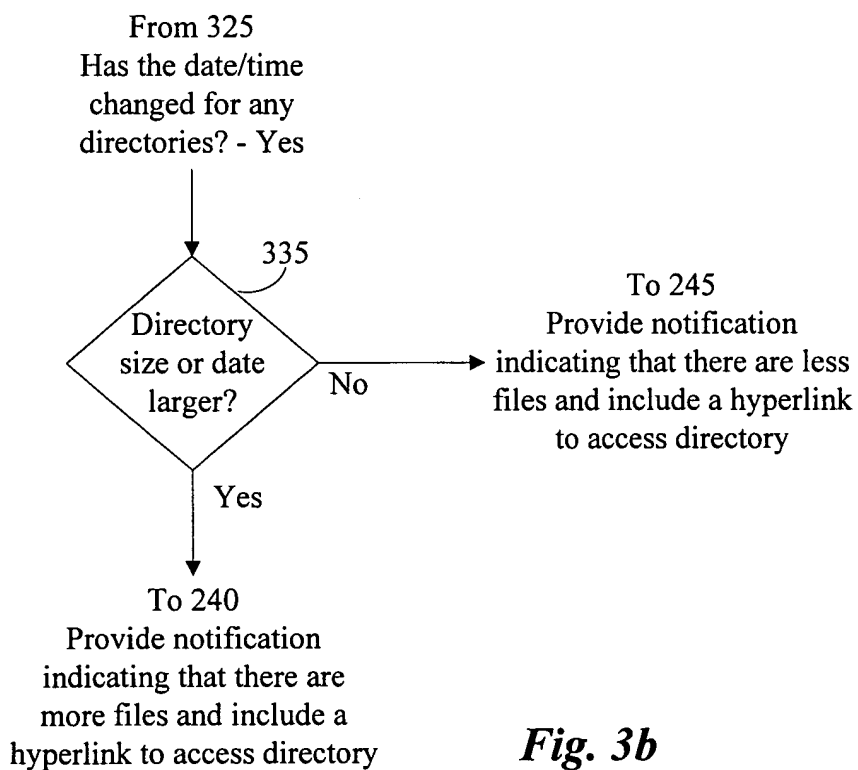 From 325
Has the date/time
changed for any
directories? - Yes
335
Directory
size or date
larger?
No
To 245
Provide notification
indicating that there are less
files and include a hyperlink
to access directory
Yes
To 240
Provide notification
indicating that there are
more files and include a
hyperlink to access directory
Fig. 3b